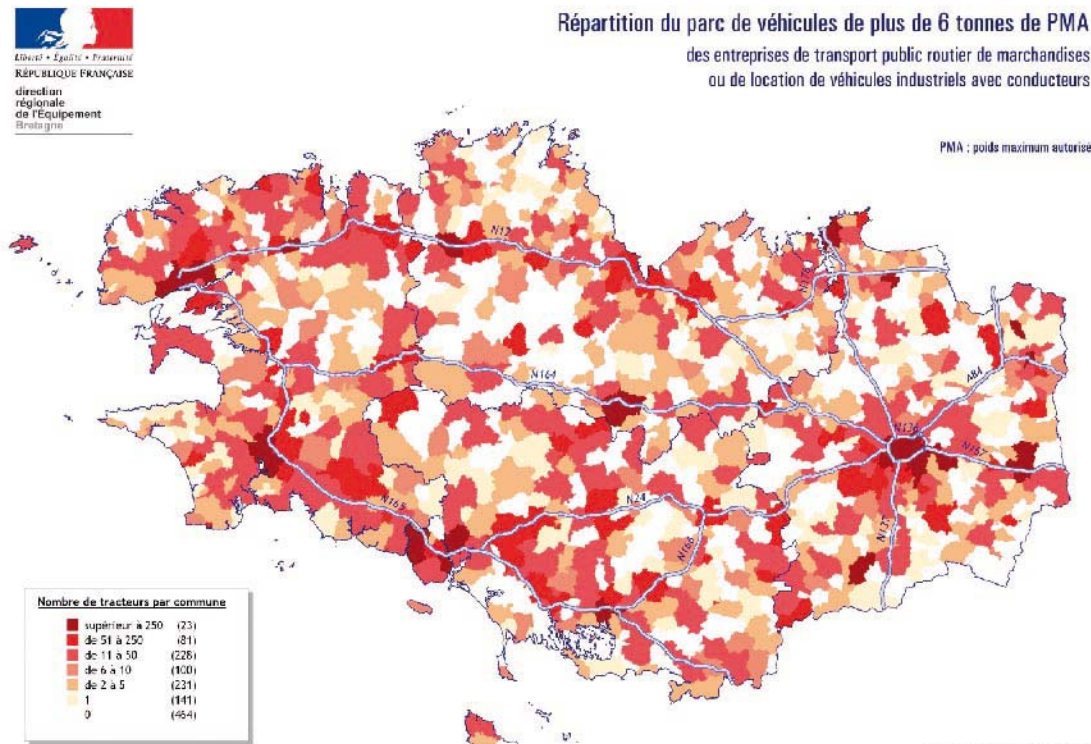 Liberté • Égalité • Fraternité
RÉPUBLIQUE FRANÇAISE
direction
régionale
de l'Équipement
Bretagne
Répartition du parc de véhicules de plus de 6 tonnes de PMA
des entreprises de transport public routier de marchandises
ou de location de véhicules industriels avec conducteurs
PMA : poids maximum autorisé
N12
N176
N164
A84
N136
N157
N165
N24
N166
N137
Nombre de tracteurs par commune
supérieur à 250 (23)
de 51 à 250 (81)
de 11 à 50 (228)
de 6 à 10 (100)
de 2 à 5 (231)
1 (141)
0 (464)